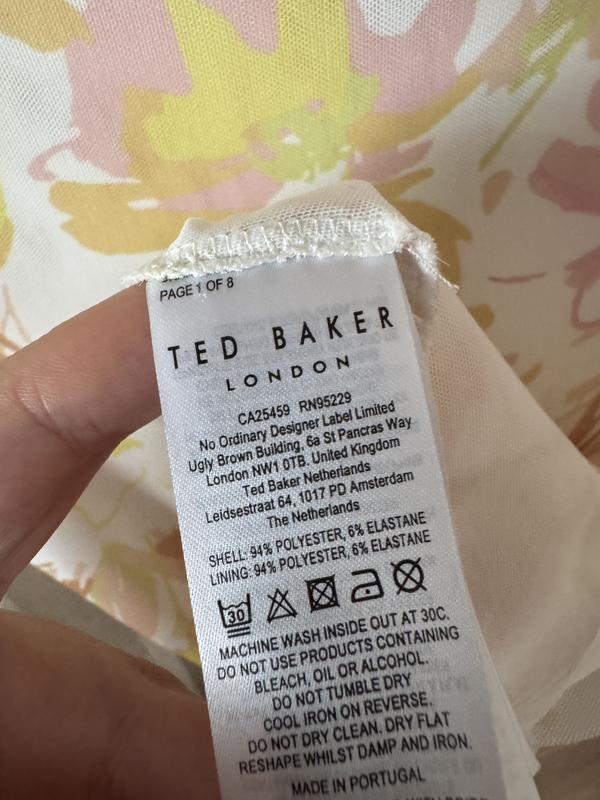 PAGE 1 OF 8
TED BAKER
LONDON
CA25459 RN95229
No Ordinary Designer Label Limited
Ugly Brown Building, 6a St Pancras Way
London NW1 0TB. United Kingdom
Ted Baker Netherlands
Leidsestraat 64, 1017 PD Amsterdam
The Netherlands
SHELL: 94% POLYESTER, 6% ELASTANE
LINING: 94% POLYESTER, 6% ELASTANE
30
MACHINE WASH INSIDE OUT AT 30C.
DO NOT USE PRODUCTS CONTAINING
BLEACH, OIL OR ALCOHOL.
DO NOT TUMBLE DRY
COOL IRON ON REVERSE.
DO NOT DRY CLEAN. DRY FLAT
RESHAPE WHILST DAMP AND IRON.
MADE IN PORTUGAL